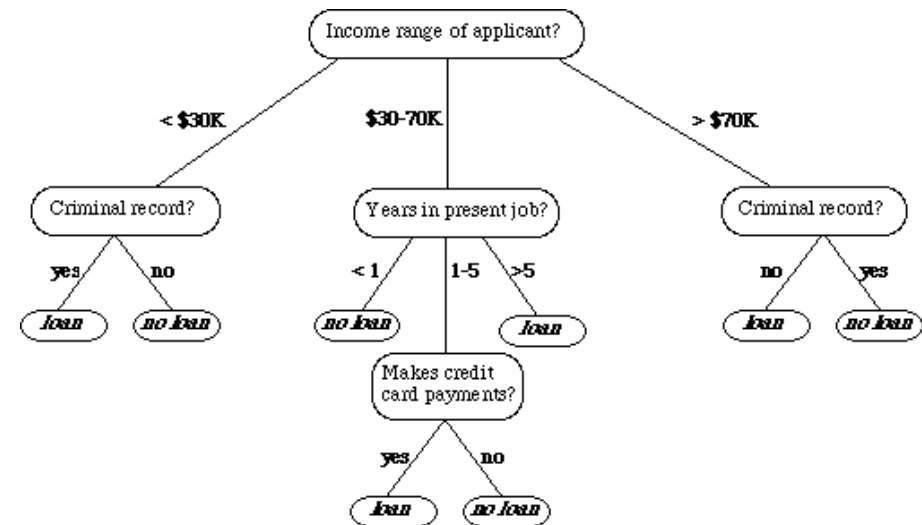 Income range of applicant?
< $30K
$30-70K
> $70K
Criminal record?
Years in present job?
Criminal record?
yes
no
< 1
1-5
>5
no
yes
loan
no loan
no loan
loan
loan
no loan
Makes credit
card payments?
yes
no
loan
no loan